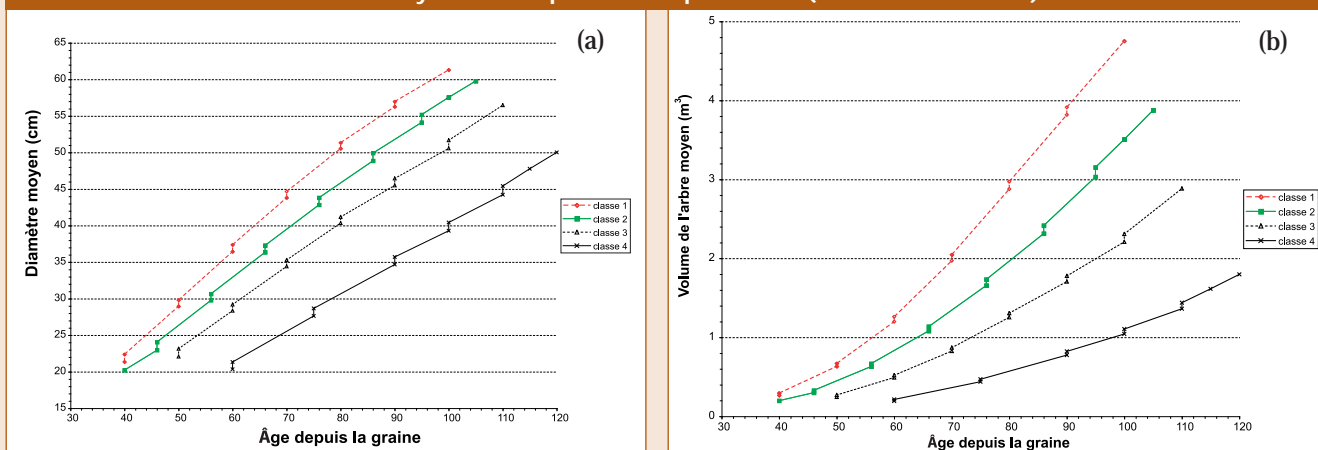 (a)
Diamètre moyen (cm)
65
60
55
50
45
40
35
30
25
20
15
30 40 50 60 70 80 90 100 110 120
Âge depuis la graine
classe 1
classe 2
classe 3
classe 4
(b)
Volume de l'arbre moyen (m³)
5
4
3
2
1
0
30 40 50 60 70 80 90 100 110 120
Âge depuis la graine
classe 1
classe 2
classe 3
classe 4